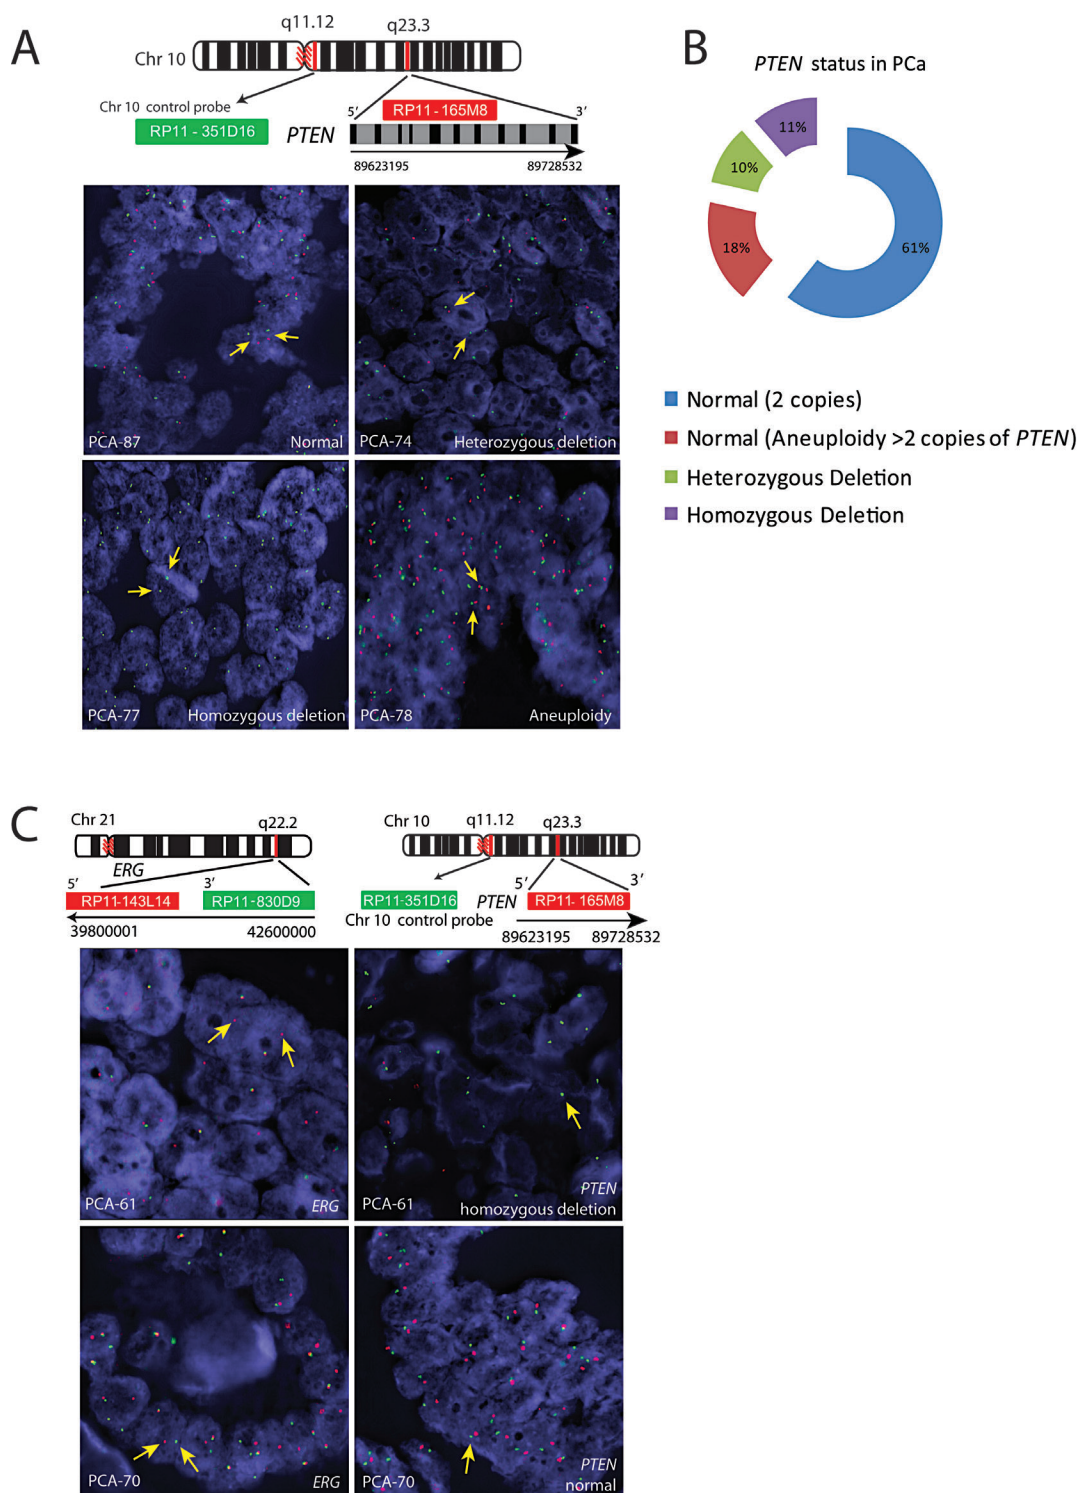 A
q11.12
q23.3
Chr 10
Chr 10 control probe
RP11 - 351D16
5'
RP11 - 165M8
3'
PTEN
89623195
89728532
PCA-87
Normal
PCA-74
Heterozygous deletion
PCA-77
Homozygous deletion
PCA-78
Aneuploidy
B
PTEN status in PCa
11%
10%
18%
61%
Normal (2 copies)
Normal (Aneuploidy >2 copies of PTEN)
Heterozygous Deletion
Homozygous Deletion
C
Chr 21
q22.2
ERG
5'
3'
RP11-143L14
RP11-830D9
39800001
42600000
Chr 10
q11.12
q23.3
5'
3'
RP11-351D16
PTEN
RP11- 165M8
Chr 10 control probe
89623195
89728532
PCA-61
ERG
PCA-61
PTEN
homozygous deletion
PCA-70
ERG
PCA-70
PTEN
normal